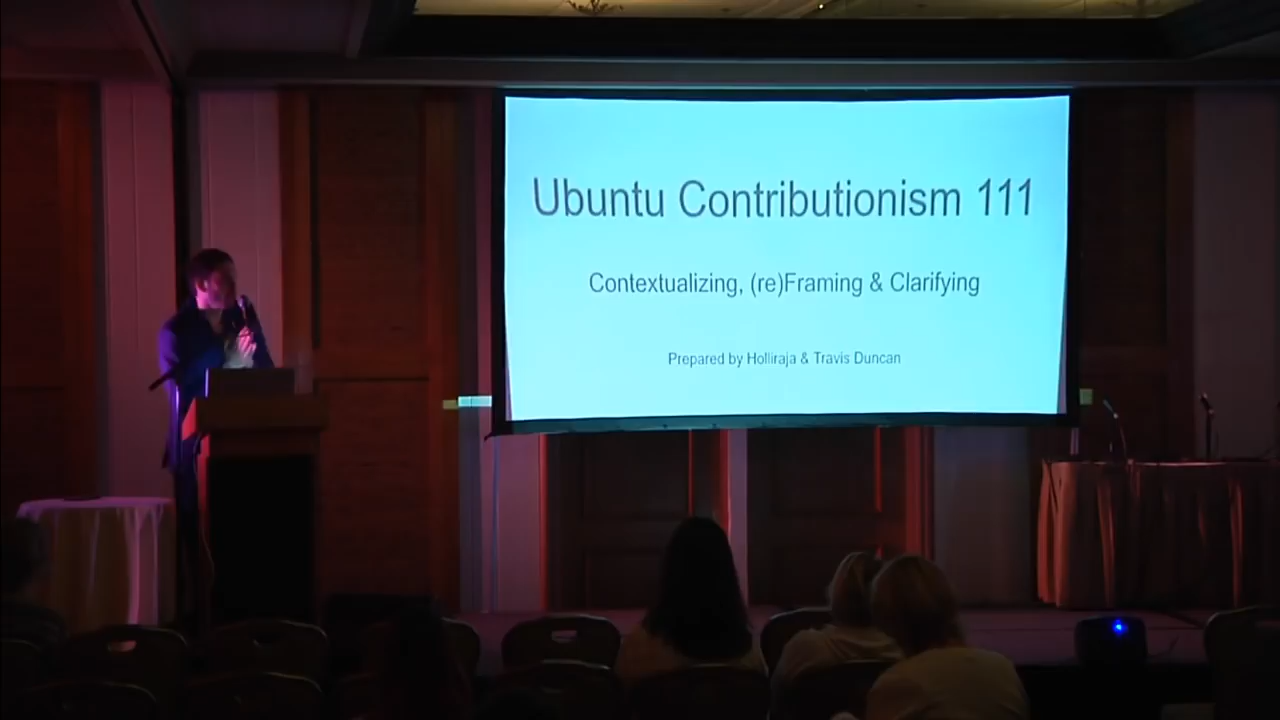 Ubuntu Contributionism 111
Contextualizing, (re)Framing & Clarifying
Prepared by Holliraja & Travis Duncan